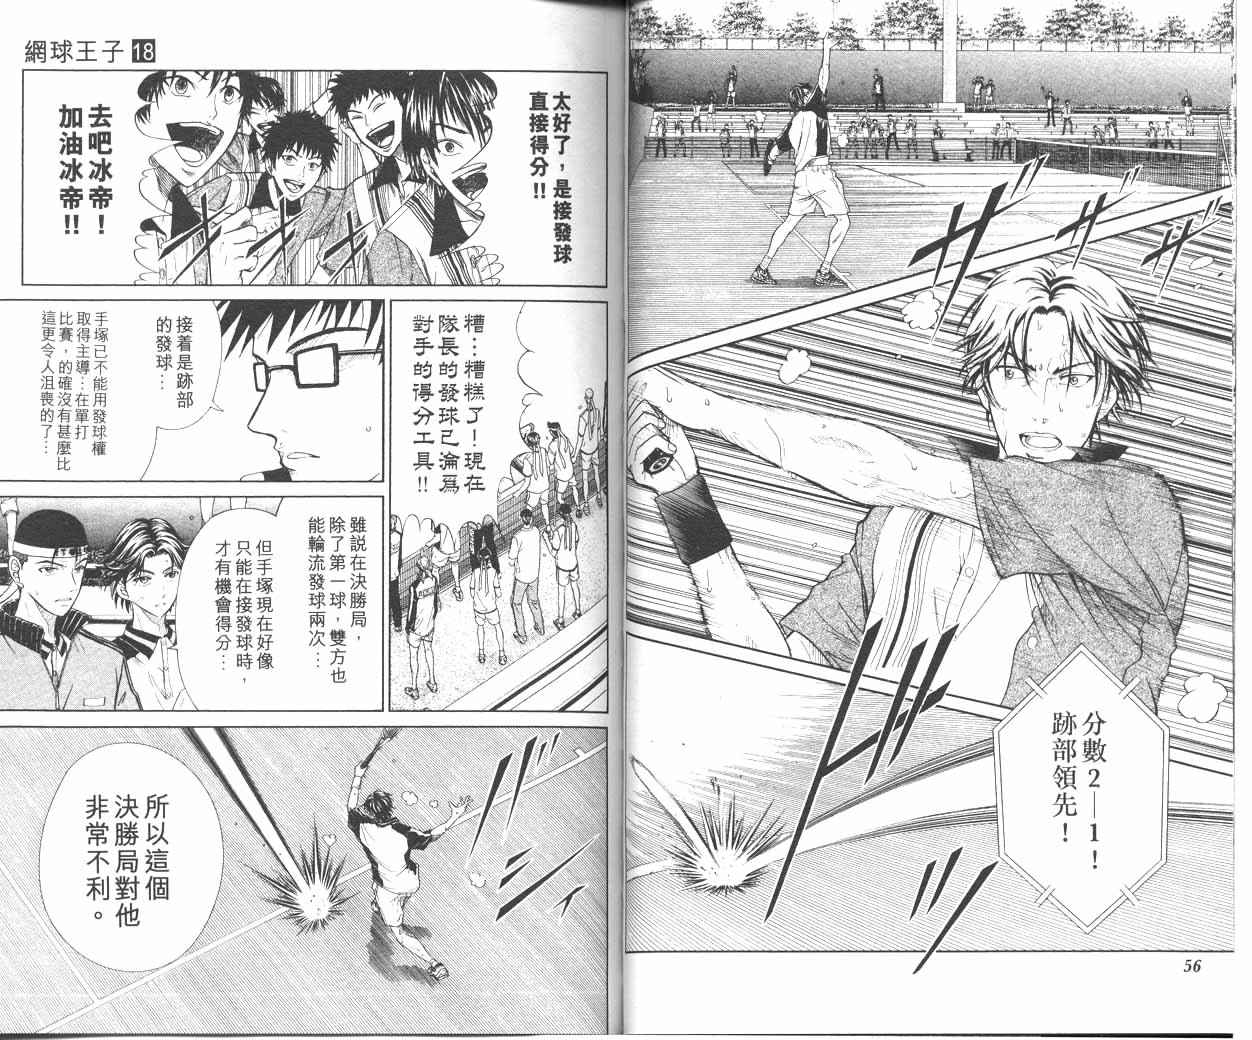 分數2—1！
跡部領先！
56
網球王子 18
太好了，是接發球
直接得分!!
去吧冰帝！
加油冰帝!!
糟…糟糕了！現在
隊長的發球已淪爲
對手的得分工具!!
接着是跡部
的發球…
手塚已不能用發球權
取得主導…在單打
比賽，的確沒有甚麼比
這更令人沮喪的了…
雖說在決勝局，
除了第一球，雙方也
能輪流發球兩次…
但手塚現在好像
只能在接發球時，
才有機會得分…
所以這個
決勝局對他
非常不利。